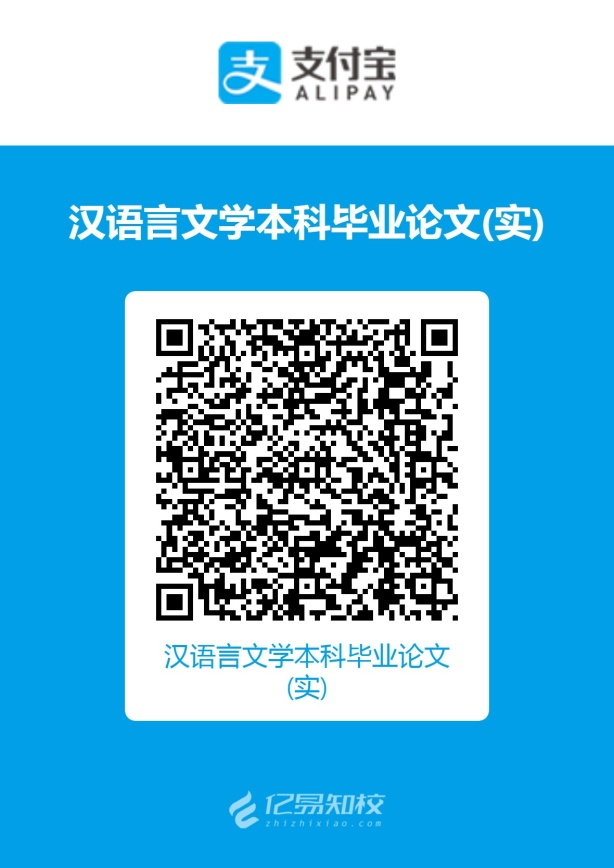 支付宝
ALIPAY
汉语言文学本科毕业论文(实)
汉语言文学本科毕业论文
(实)
亿易知校
zhizhixiao.com